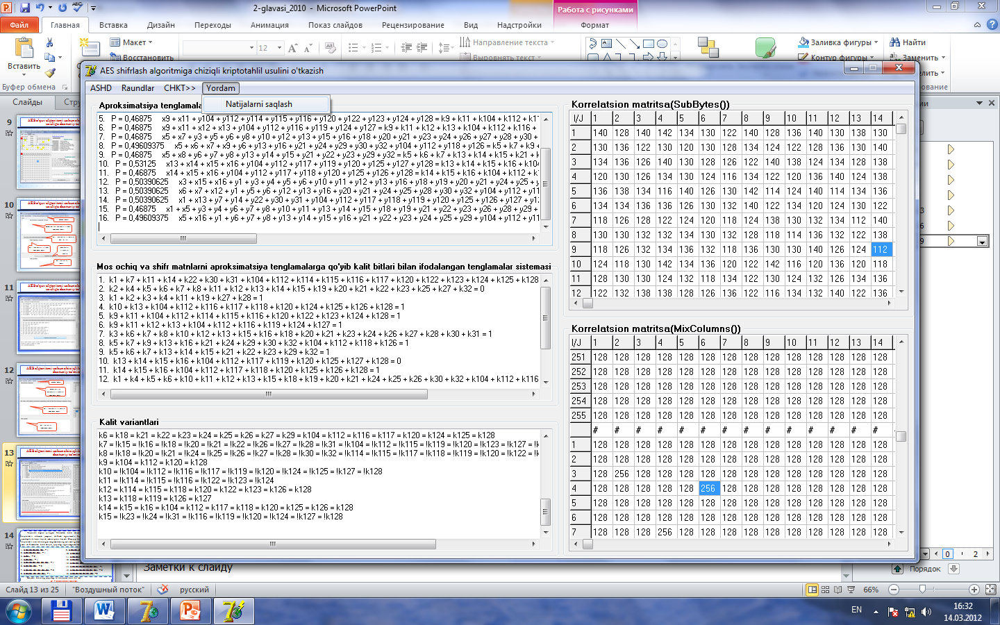 2-glavasi_2010 - Microsoft PowerPoint
Работа с рисунками
Файл Главная Вставка Дизайн Переходы Анимация Показ слайдов Рецензирование Вид Надстройки Формат
Макет
12
Направление текста
Заливка фигуры
Найти
Вставить
Восстановить
Выровнять текст
Контур фигуры
Заменить
Буфер обмена
Слайды
AES shifrlash algoritmiga chiziqli kriptotahlil usulini o'tkazish
ASHD Raundlar CHKT>> Yordam
Natijalarni saqlash
5. P = 0,46875 x9 + x11 + y104 + y112 + y114 + y115 + y116 + y120 + y122 + y123 + y124 + y128 = k9 + k11 + k104 + k112 + k1
6. P = 0,46875 x9 + x11 + x12 + x13 + y104 + y112 + y116 + y119 + y124 + y127 = k9 + k11 + k12 + k13 + k104 + k112 + k116 +
7. P = 0,46875 x5 + x7 + y3 + y5 + y6 + y8 + y10 + y12 + y13 + y15 + y16 + y18 + y20 + y21 + y23 + y24 + y26 + y27 + y28 + y30 +
8. P = 0,49609375 x5 + x6 + x7 + x9 + y6 + y13 + y16 + y21 + y24 + y29 + y30 + y32 + y104 + y112 + y118 + y126 = k5 + k7 + k9 +
9. P = 0,46875 x5 + x8 + y6 + y7 + y8 + y13 + y14 + y15 + y21 + y22 + y23 + y29 + y32 = k5 + k6 + k7 + k13 + k14 + k15 + k21 + k
10. P = 0,53125 x13 + x14 + x15 + x16 + y104 + y112 + y117 + y119 + y120 + y125 + y127 + y128 = k13 + k14 + k15 + k16 + k104
11. P = 0,46875 x14 + x15 + x16 + y104 + y112 + y117 + y118 + y120 + y125 + y126 + y128 = k14 + k15 + k16 + k104 + k112 + k1
12. P = 0,50390625 x3 + x15 + x16 + y1 + y3 + y4 + y5 + y6 + y10 + y11 + y12 + y13 + y16 + y18 + y19 + y20 + y21 + y24 + y25 + y
13. P = 0,50390625 x6 + x7 + x12 + y1 + y5 + y6 + y12 + y13 + y16 + y20 + y21 + y24 + y25 + y28 + y30 + y32 + y104 + y112 + y11
14. P = 0,50390625 x1 + x13 + y7 + y14 + y22 + y30 + y31 + y104 + y112 + y117 + y118 + y119 + y120 + y125 + y126 + y127 + y12
15. P = 0,46875 x1 + x5 + y3 + y4 + y6 + y7 + y8 + y10 + y11 + y13 + y14 + y15 + y18 + y19 + y21 + y22 + y23 + y26 + y28 + y29 +
16. P = 0,49609375 x5 + x16 + y1 + y6 + y7 + y8 + y13 + y14 + y15 + y16 + y21 + y22 + y23 + y24 + y25 + y29 + y104 + y112 + y11
Mos ochiq va shifr matnlarni aproksimatsiya tenglamalarga qo'yib kalit bitlari bilan ifodalangan tenglamalar sistemasi
1. k1 + k7 + k11 + k14 + k22 + k30 + k31 + k104 + k112 + k114 + k115 + k116 + k117 + k120 + k122 + k123 + k124 + k125 + k128
2. k2 + k4 + k5 + k6 + k7 + k8 + k11 + k12 + k13 + k14 + k15 + k19 + k20 + k21 + k22 + k23 + k25 + k27 + k32 = 0
3. k1 + k2 + k3 + k4 + k11 + k19 + k27 + k28 = 1
4. k10 + k13 + k104 + k112 + k116 + k117 + k118 + k120 + k124 + k125 + k126 + k128 = 1
5. k9 + k11 + k104 + k112 + k114 + k115 + k116 + k120 + k122 + k123 + k124 + k128 = 1
6. k9 + k11 + k12 + k13 + k104 + k112 + k116 + k119 + k124 + k127 = 1
7. k3 + k6 + k7 + k8 + k10 + k12 + k13 + k15 + k16 + k18 + k20 + k21 + k23 + k24 + k26 + k27 + k28 + k30 + k31 = 1
8. k5 + k7 + k9 + k13 + k16 + k21 + k24 + k29 + k30 + k32 + k104 + k112 + k118 + k126 = 1
9. k5 + k6 + k7 + k13 + k14 + k15 + k21 + k22 + k23 + k29 + k32 = 1
10. k13 + k14 + k15 + k16 + k104 + k112 + k117 + k119 + k120 + k125 + k127 + k128 = 0
11. k14 + k15 + k16 + k104 + k112 + k117 + k118 + k120 + k125 + k126 + k128 = 1
12. k1 + k4 + k5 + k6 + k10 + k11 + k12 + k13 + k15 + k18 + k19 + k20 + k21 + k24 + k25 + k26 + k30 + k32 + k104 + k112 + k116
Kalit variantlari
k6 = k18 = k21 = k22 = k23 = k24 = k25 = k26 = k27 = k29 = k104 = k112 = k116 = k117 = k120 = k124 = k125 = k128
k7 = !k15 = !k16 = !k18 = !k20 = !k21 = !k22 = !k26 = !k27 = !k28 = !k31 = !k104 = !k112 = !k115 = !k119 = !k120 = !k123 = !k127 = !k
k8 = !k18 = !k20 = !k21 = !k24 = !k25 = !k26 = !k27 = !k28 = !k30 = !k32 = !k114 = !k115 = !k117 = !k118 = !k119 = !k120 = !k122 = !k
k9 = k104 = k112 = k120 = k128
k10 = !k104 = !k112 = !k116 = !k117 = !k119 = !k120 = !k124 = !k125 = !k127 = !k128
k11 = !k114 = !k115 = !k116 = !k122 = !k123 = !k124
k12 = k114 = k115 = k118 = k120 = k122 = k123 = k126 = k128
k13 = k118 = k119 = k126 = k127
k14 = k15 = k16 = k104 = k112 = k117 = k118 = k120 = k125 = k126 = k128
k15 = !k23 = !k24 = !k31 = !k116 = !k119 = !k120 = !k124 = !k127 = !k128
Korrelatsion matritsa(SubBytes())
I/J 1 2 3 4 5 6 7 8 9 10 11 12 13 14
1 140 128 140 142 134 130 122 140 128 136 140 130 138 130
2 130 136 122 130 120 130 128 134 124 122 128 136 130 140
3 134 136 126 130 140 130 128 126 122 140 138 124 128 138
4 120 130 126 134 130 124 116 134 122 120 136 140 130 136
5 136 138 134 116 140 126 130 142 114 124 140 114 124 136
6 134 134 136 136 126 130 132 140 122 124 132 120 130 122
7 118 126 128 122 124 140 122 118 136 120 134 124 112 140
8 130 130 132 134 122 132 130 128 118 114 136 132 122 138
9 118 126 132 134 136 132 118 136 130 130 140 126 124 112
10 124 118 130 142 134 136 120 122 142 116 120 136 120 118
11 128 130 134 124 132 140 124 130 124 132 126 134 134 136
12 122 132 138 136 126 132 136 122 116 134 132 140 122 136
Korrelatsion matritsa(MixColumns())
I/J 1 2 3 4 5 6 7 8 9 10 11 12 13 14
251 128 128 128 128 128 128 128 128 128 128 128 128 128 128
252 128 128 128 128 128 128 128 128 128 128 128 128 128 128
253 128 128 128 128 128 128 128 128 128 128 128 128 128 128
254 128 128 128 128 128 128 128 128 128 128 128 128 128 128
255 128 128 128 128 128 128 128 128 128 128 128 128 128 128
# # # # # # # # # # # # # #
1 128 128 128 128 128 128 128 128 128 128 128 128 128 128
2 128 128 128 128 128 128 128 128 128 128 128 128 128 128
3 128 256 128 128 128 128 128 128 128 128 128 128 128 128
4 128 128 128 128 128 256 128 128 128 128 128 128 128 128
5 128 128 128 128 128 128 128 128 128 128 128 128 128 128
6 128 128 128 128 128 128 128 128 128 128 128 128 128 128
7 128 128 128 256 128 128 128 128 128 128 128 128 128 128
9
10
11
12
13
14
Заметки к слайду
0 2
Порядок
Слайд 13 из 25 "Воздушный поток" русский 66%
EN 16:32
14.03.2012